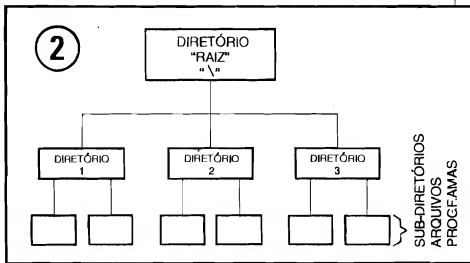 2
DIRETÓRIO
"RAIZ"
"\"
DIRETÓRIO
1
DIRETÓRIO
2
DIRETÓRIO
3
SUB-DIRETÓRIOS
ARQUIVOS
PROGRAMAS